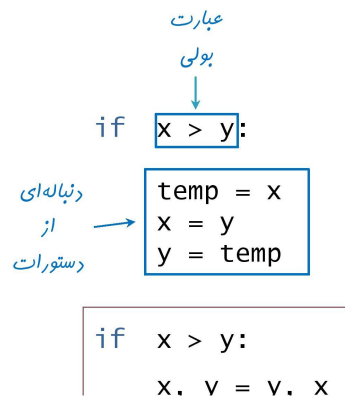 عبارت
بولی
if x > y:
دنباله‌ای
از
دستورات
temp = x
x = y
y = temp
if x > y:
x, y = y, x